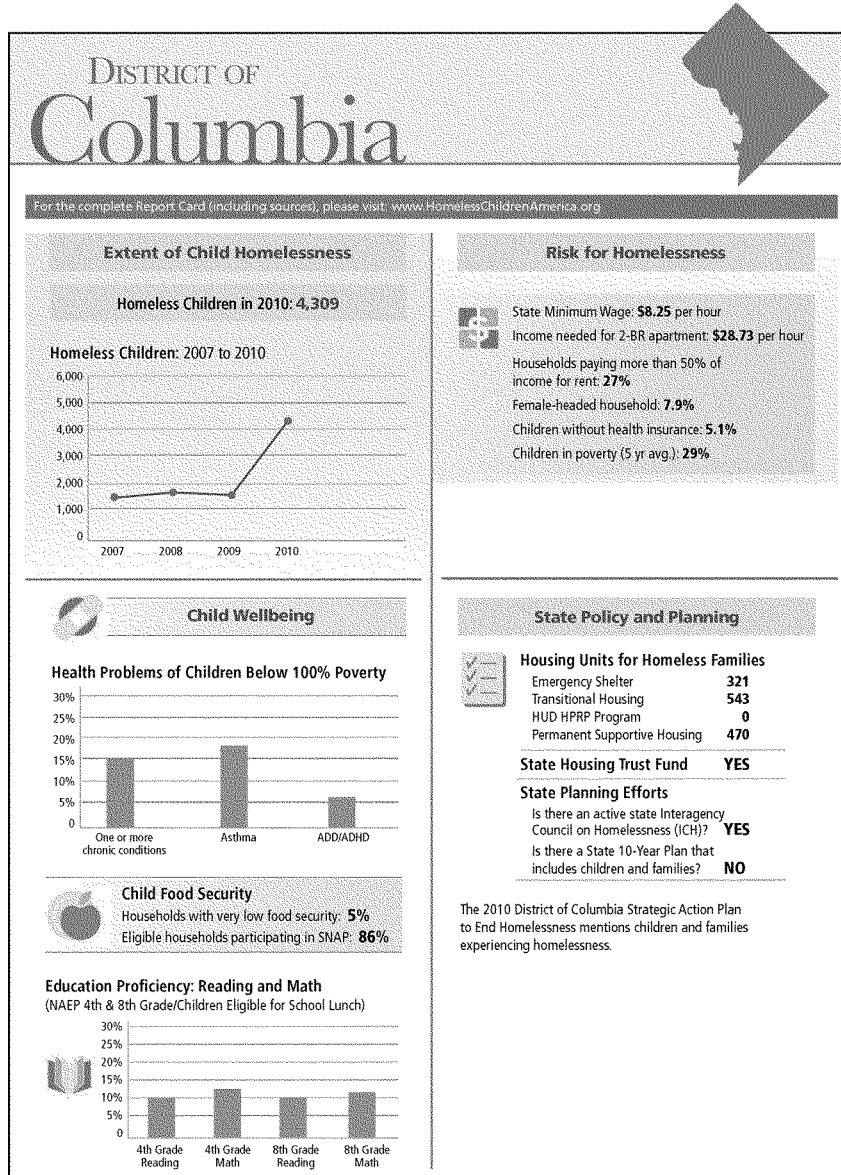 DISTRICT OF
Columbia
For the complete Report Card (including sources), please visit: www.HomelessChildrenAmerica.org
Extent of Child Homelessness
Homeless Children in 2010: 4,309
Homeless Children: 2007 to 2010
6,000
5,000
4,000
3,000
2,000
1,000
0
2007 2008 2009 2010
Risk for Homelessness
$
State Minimum Wage: $8.25 per hour
Income needed for 2-BR apartment: $28.73 per hour
Households paying more than 50% of
income for rent: 27%
Female-headed household: 7.9%
Children without health insurance: 5.1%
Children in poverty (5 yr avg.): 29%
Child Wellbeing
Health Problems of Children Below 100% Poverty
30%
25%
20%
15%
10%
5%
0
One or more
chronic conditions
Asthma
ADD/ADHD
Child Food Security
Households with very low food security: 5%
Eligible households participating in SNAP: 86%
Education Proficiency: Reading and Math
(NAEP 4th & 8th Grade/Children Eligible for School Lunch)
30%
25%
20%
15%
10%
5%
0
4th Grade
Reading
4th Grade
Math
8th Grade
Reading
8th Grade
Math
State Policy and Planning
Housing Units for Homeless Families
Emergency Shelter 321
Transitional Housing 543
HUD HPRP Program 0
Permanent Supportive Housing 470
State Housing Trust Fund YES
State Planning Efforts
Is there an active state Interagency
Council on Homelessness (ICH)? YES
Is there a State 10-Year Plan that
includes children and families? NO
The 2010 District of Columbia Strategic Action Plan
to End Homelessness mentions children and families
experiencing homelessness.